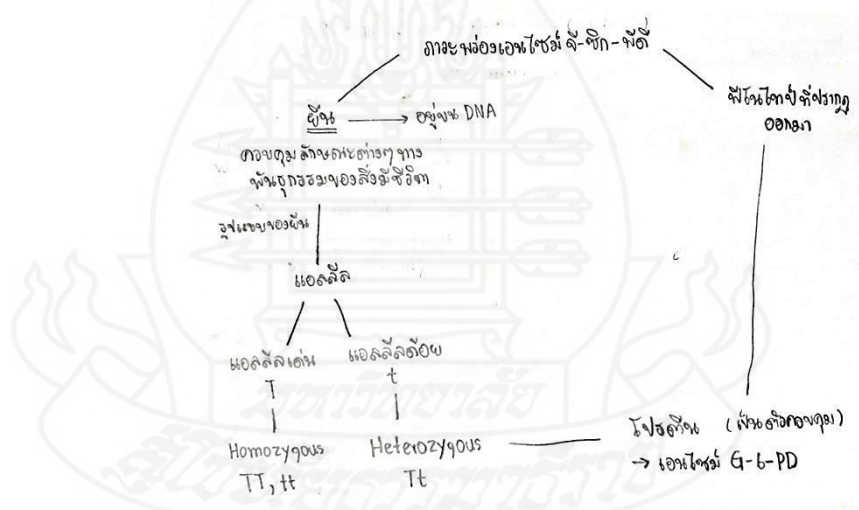 ภาวะพร่องเอนไซม์ จี-ซิก-พีดี
ยีน → อยู่บน DNA
ฟีโนไทป์ที่ปรากฏ
ออกมา
ควบคุมลักษณะต่างๆ ทาง
พันธุกรรมของสิ่งมีชีวิต
รูปแบบของยีน
แอลลีล
แอลลีลเด่น
T
แอลลีลด้อย
t
Homozygous
TT, tt
Heterozygous
Tt
โปรตีน (เป็นตัวควบคุม)
→ เอนไซม์ G-6-PD